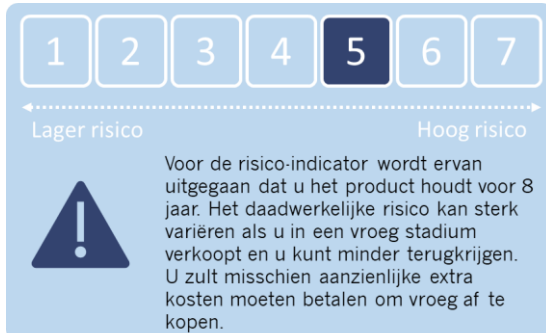 1 2 3 4 5 6 7
Lager risico Hoog risico
Voor de risico-indicator wordt ervan
uitgegaan dat u het product houdt voor 8
jaar. Het daadwerkelijke risico kan sterk
variëren als u in een vroeg stadium
verkoopt en u kunt minder terugkrijgen.
U zult misschien aanzienlijke extra
kosten moeten betalen om vroeg af te
kopen.